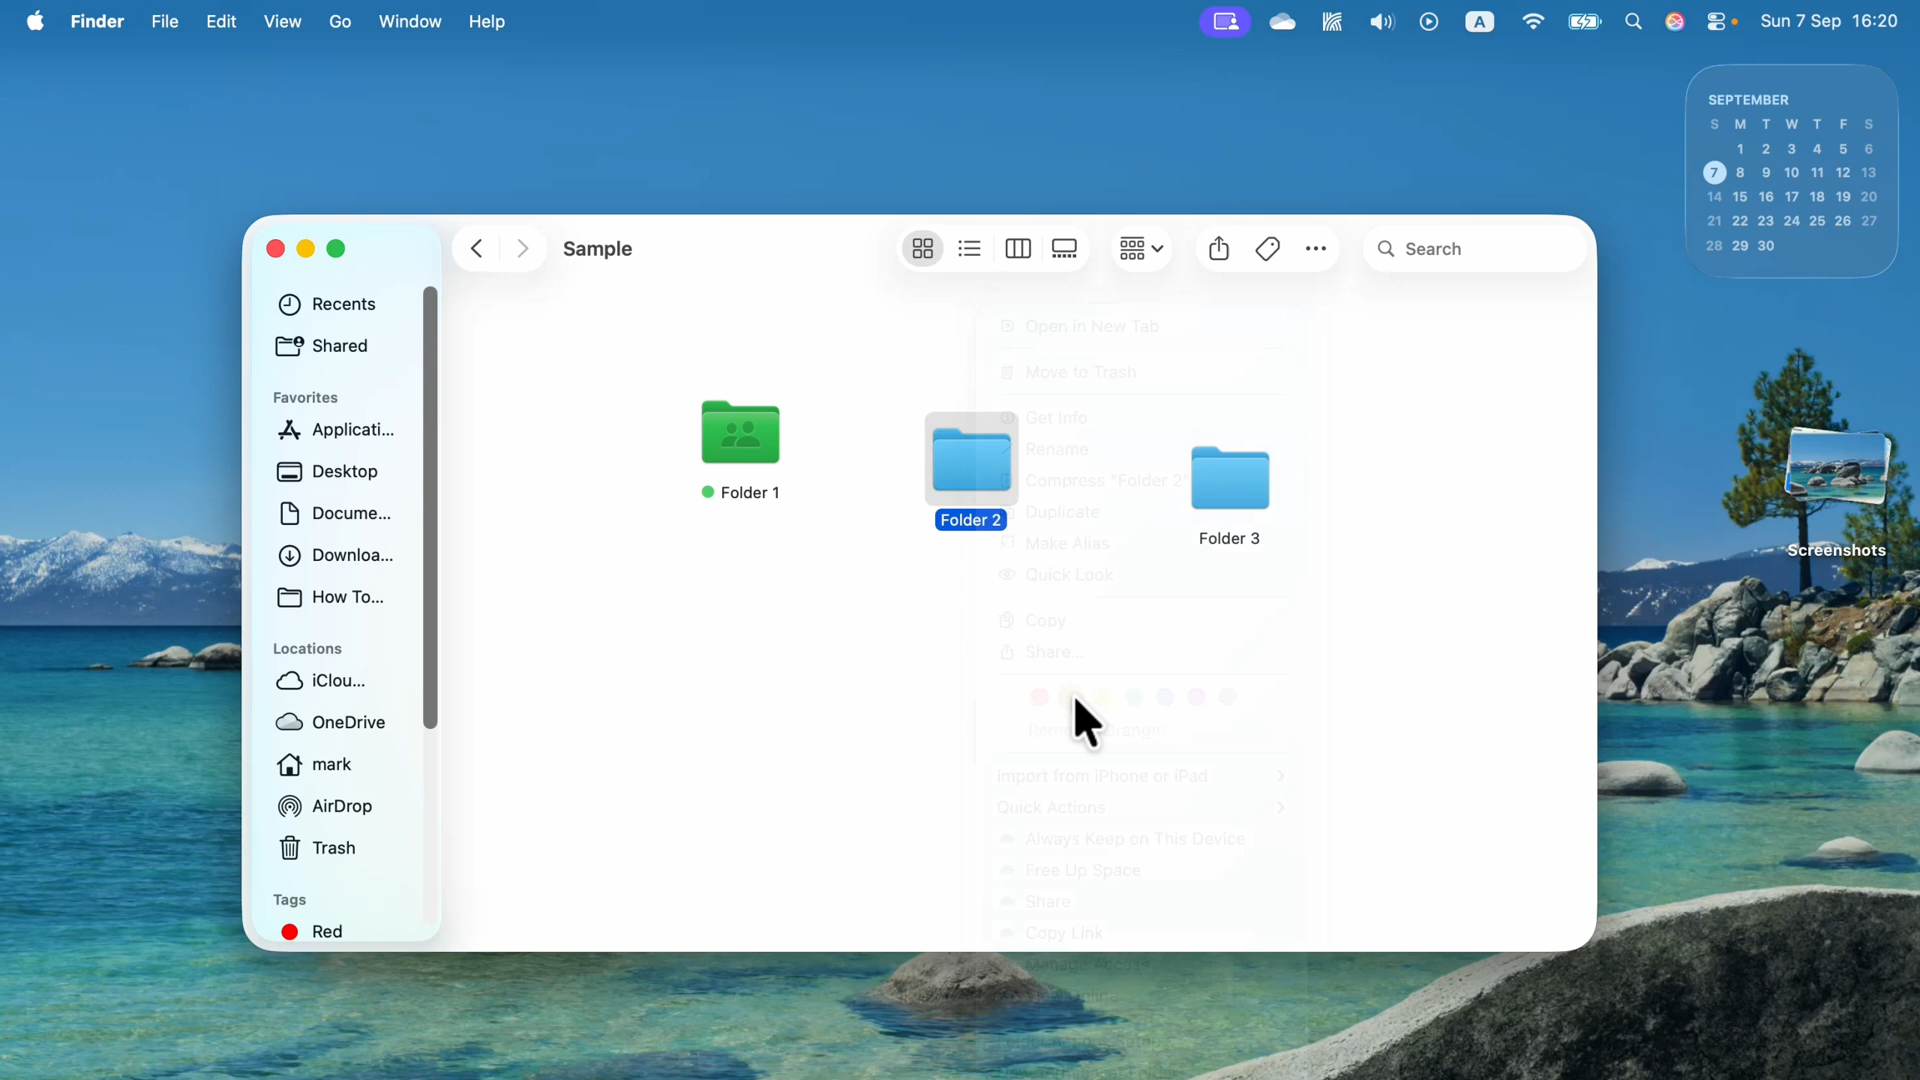 Finder File Edit View Go Window Help
A
Sun 7 Sep 16:20
SEPTEMBER
S M T W T F S
1 2 3 4 5 6
7 8 9 10 11 12 13
14 15 16 17 18 19 20
21 22 23 24 25 26 27
28 29 30
Sample
Search
Recents
Shared
Favorites
Applicati...
Desktop
Docume...
Downloa...
How To...
Locations
iClou...
OneDrive
mark
AirDrop
Trash
Tags
Red
Folder 1
Folder 2
Folder 3
Open in New Tab
Move to Trash
Get Info
Rename
Compress "Folder 2"
Duplicate
Make Alias
Quick Look
Copy
Share...
Import from iPhone or iPad
Quick Actions
Always Keep on This Device
Free Up Space
Share
Copy Link
Manage Access
Screenshots